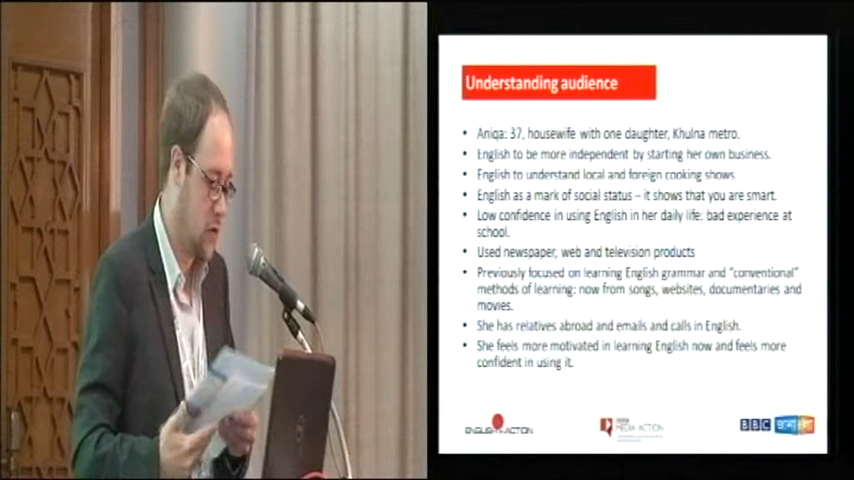 Understanding audience
• Aniqa: 37, housewife with one daughter, Khulna metro.
• English to be more independent by starting her own business.
• English to understand local and foreign cooking shows.
• English as a mark of social status – it shows that you are smart.
• Low confidence in using English in her daily life: bad experience at
school.
• Used newspaper, web and television products
• Previously focused on learning English grammar and "conventional"
methods of learning: now from songs, websites, documentaries and
movies.
• She has relatives abroad and emails and calls in English.
• She feels more motivated in learning English now and feels more
confident in using it.
ENGLISH IN ACTION
MEDIA ACTION
BBC